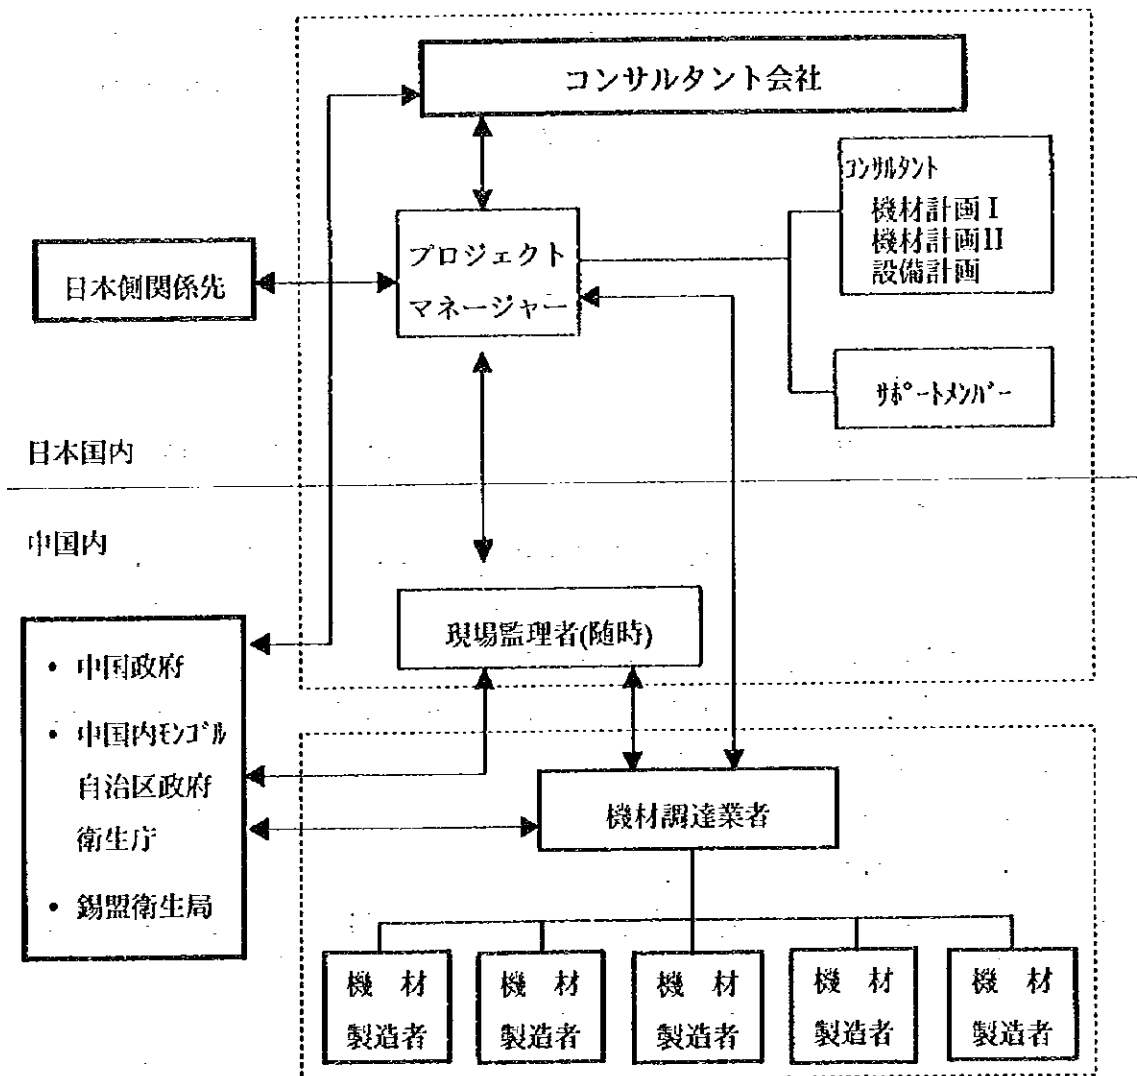 コンサルタント会社
コンサルタント
機材計画Ⅰ
機材計画II
設備計画
プロジェクト
マネージャー
日本側関係先
サポートメンバー
日本国内
中国内
現場監理者(随時)
• 中国政府
• 中国内モンゴル
自治区政府
衛生庁
• 錫盟衛生局
機材調達業者
機 材
製造者
機 材
製造者
機 材
製造者
機 材
製造者
機 材
製造者